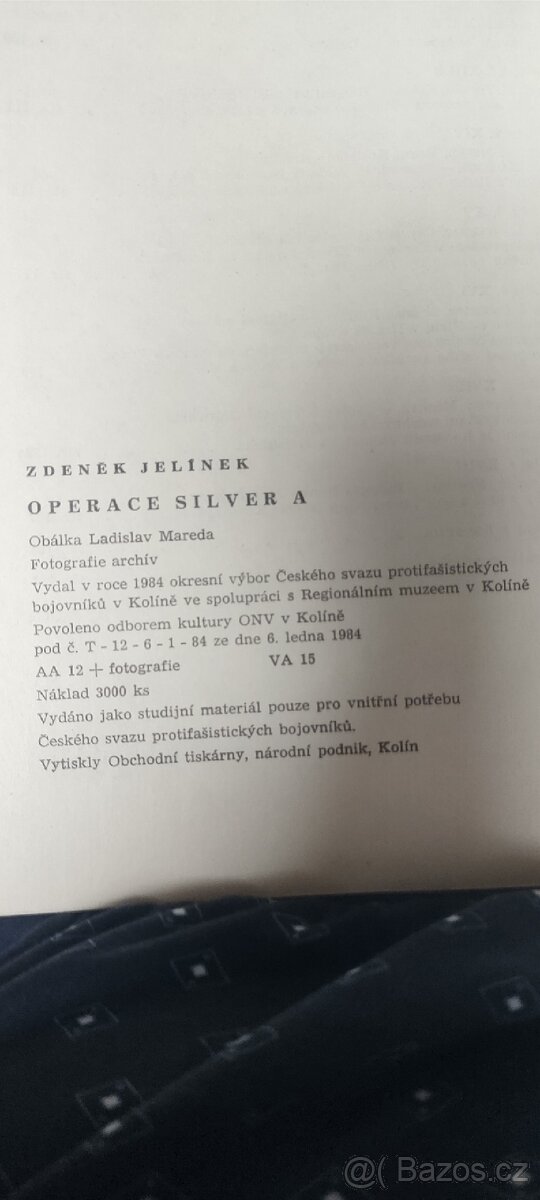 ZDENĚK JELÍNEK
OPERACE SILVER A
Obálka Ladislav Mareda
Fotografie archív
Vydal v roce 1984 okresní výbor Českého svazu protifašistických
bojovníků v Kolíně ve spolupráci s Regionálním muzeem v Kolíně
Povoleno odborem kultury ONV v Kolíně
pod č. T - 12 - 6 - 1 - 84 ze dne 6. ledna 1984
AA 12 + fotografie VA 15
Náklad 3000 ks
Vydáno jako studijní materiál pouze pro vnitřní potřebu
Českého svazu protifašistických bojovníků.
Vytiskly Obchodní tiskárny, národní podnik, Kolín
@( Bazos.cz